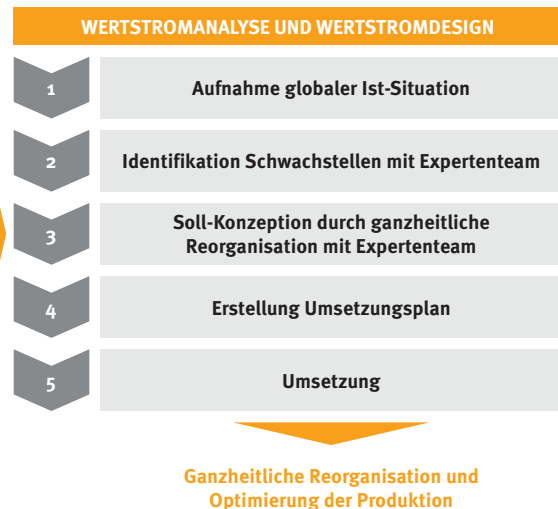 WERTSTROMANALYSE UND WERTSTROMDESIGN
1
Aufnahme globaler Ist-Situation
2
Identifikation Schwachstellen mit Expertenteam
3
Soll-Konzeption durch ganzheitliche
Reorganisation mit Expertenteam
4
Erstellung Umsetzungsplan
5
Umsetzung
Ganzheitliche Reorganisation und
Optimierung der Produktion